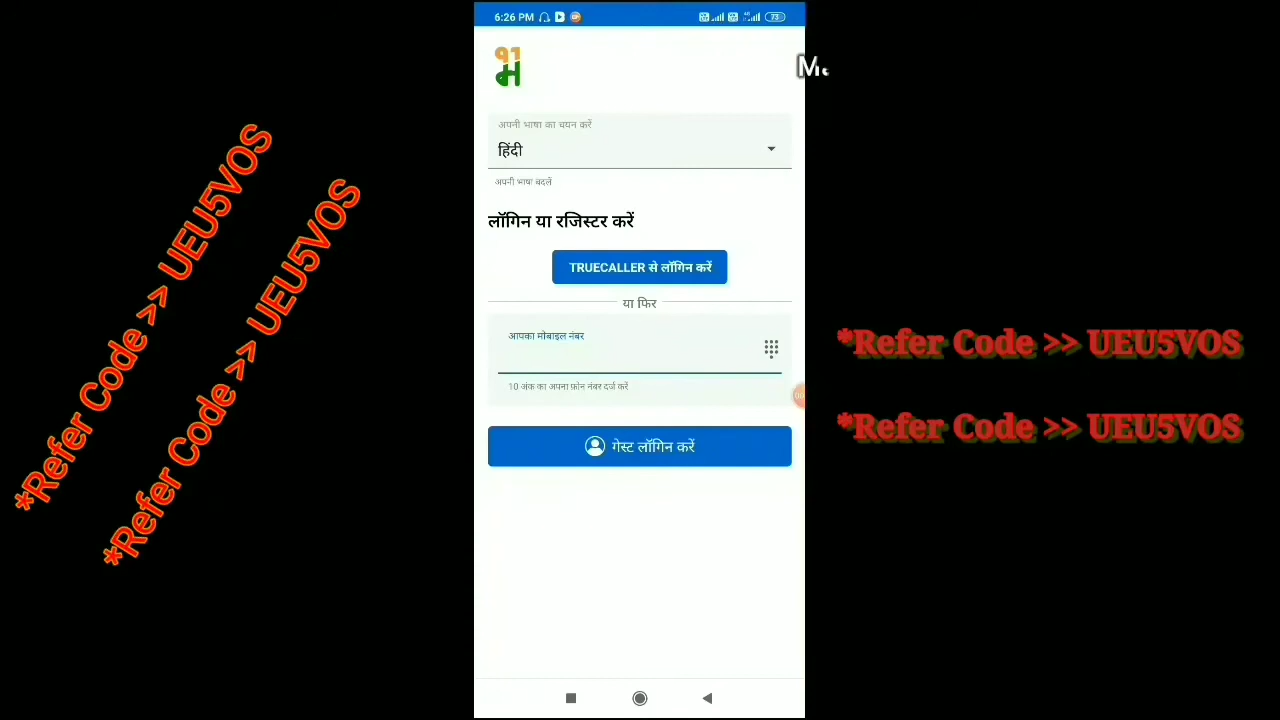 6:26 PM
73
अपनी भाषा का चयन करें
हिंदी
अपनी भाषा बदलें
लॉगिन या रजिस्टर करें
TRUECALLER से लॉगिन करें
या फिर
आपका मोबाइल नंबर
10 अंक का अपना फ़ोन नंबर दर्ज करें
गेस्ट लॉगिन करें
*Refer Code >> UEU5VOS
*Refer Code >> UEU5VOS
*Refer Code >> UEU5VOS
*Refer Code >> UEU5VOS